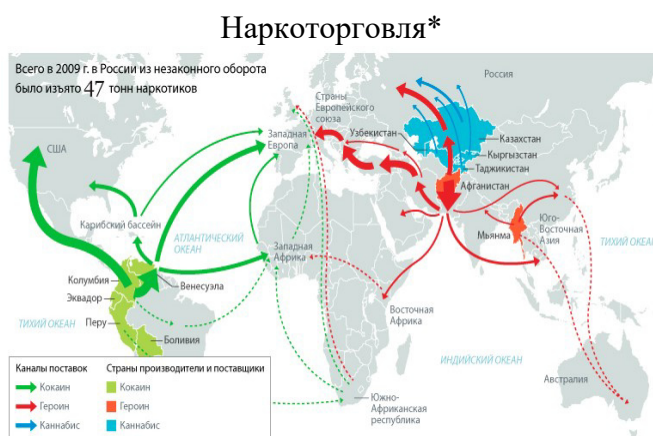 Наркоторговля*
Всего в 2009 г. в России из незаконного оборота
было изъято 47 тонн наркотиков
Россия
Страны
Европейского
союза
США
Западная
Европа
Узбекистан
Казахстан
Кыргызстан
Таджикистан
Афганистан
Карибский бассейн
АТЛАНТИЧЕСКИЙ
ОКЕАН
Западная
Африка
Мьянма
Юго-
Восточная
Азия
ТИХИЙ ОКЕАН
Колумбия
Венесуэла
Эквадор
ТИХИЙ ОКЕАН
Перу
Боливия
Восточная
Африка
ИНДИЙСКИЙ ОКЕАН
Австралия
Южно-
Африканская
республика
Каналы поставок
Кокаин
Героин
Каннабис
Страны производители и поставщики
Кокаин
Героин
Каннабис